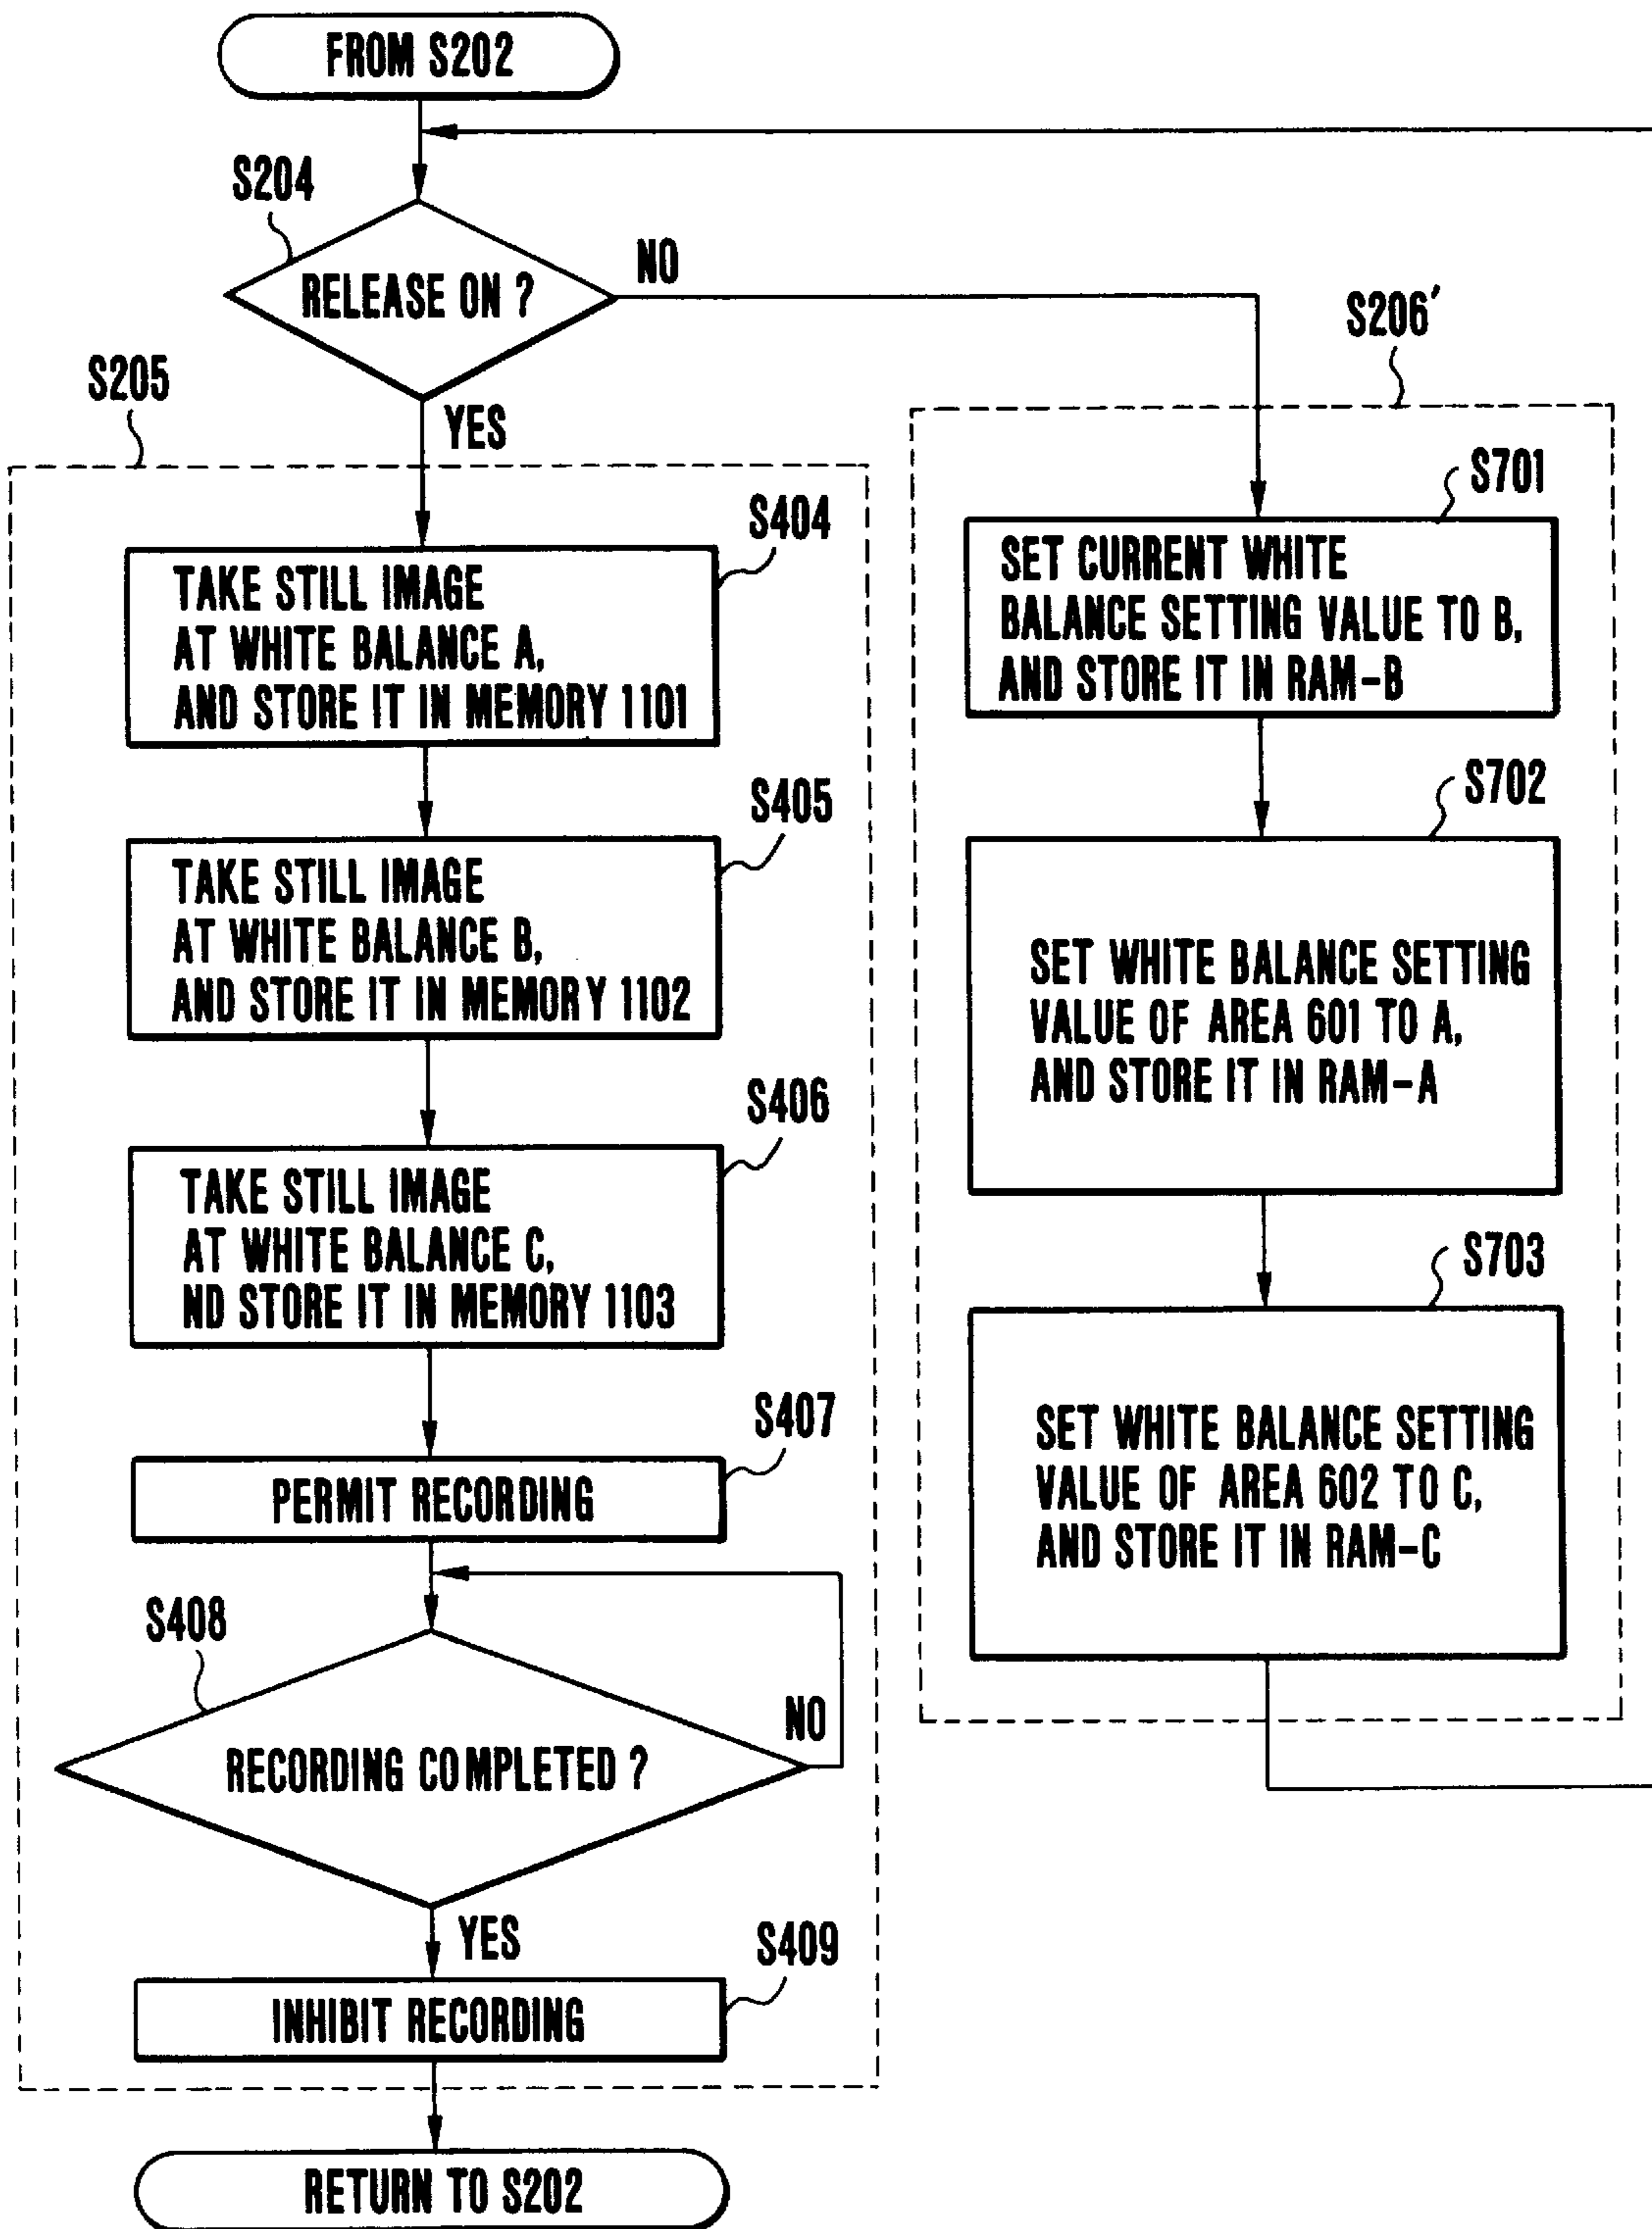 FROM S202
S204
RELEASE ON ?
NO
YES
S205
S404
TAKE STILL IMAGE
AT WHITE BALANCE A,
AND STORE IT IN MEMORY 1101
S405
TAKE STILL IMAGE
AT WHITE BALANCE B,
AND STORE IT IN MEMORY 1102
S406
TAKE STILL IMAGE
AT WHITE BALANCE C,
ND STORE IT IN MEMORY 1103
S407
PERMIT RECORDING
S408
RECORDING COMPLETED ?
NO
YES
S409
INHIBIT RECORDING
RETURN TO S202
S206'
S701
SET CURRENT WHITE
BALANCE SETTING VALUE TO B,
AND STORE IT IN RAM-B
S702
SET WHITE BALANCE SETTING
VALUE OF AREA 601 TO A,
AND STORE IT IN RAM-A
S703
SET WHITE BALANCE SETTING
VALUE OF AREA 602 TO C,
AND STORE IT IN RAM-C